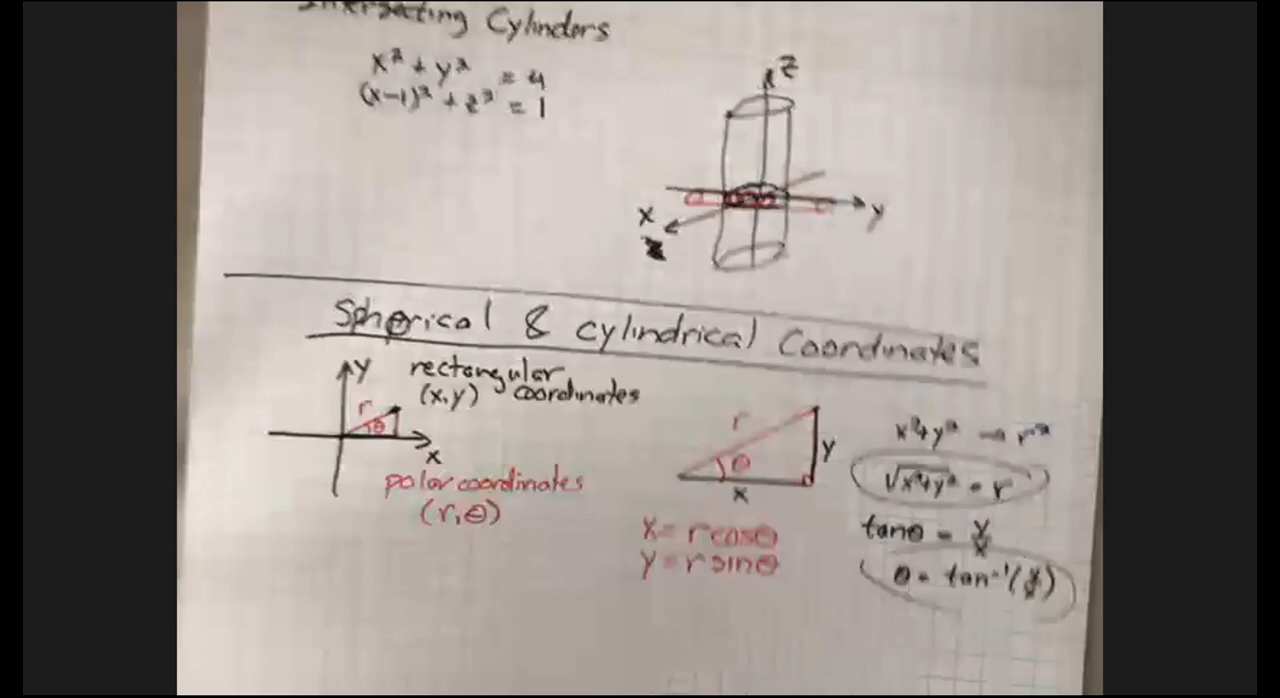 Intersecting Cylinders
x² + y² = 4
(x-1)² + z² = 1
z
x
y
Spherical & Cylindrical Coordinates
y
rectangular
(x,y) coordinates
r
θ
x
polar coordinates
(r,θ)
r
θ
y
x
x = r cosθ
y = r sinθ
x²+y² = r²
√x²+y² = r
tanθ = y/x
θ = tan⁻¹(y/x)